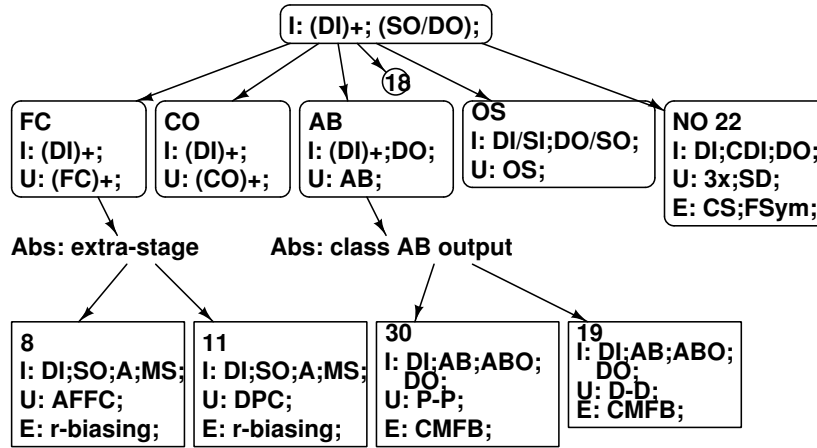 I: (DI)+; (SO/DO);
18
FC
I: (DI)+;
U: (FC)+;
CO
I: (DI)+;
U: (CO)+;
AB
I: (DI)+;DO;
U: AB;
OS
I: DI/SI;DO/SO;
U: OS;
NO 22
I: DI;CDI;DO;
U: 3x;SD;
E: CS;FSym;
Abs: extra-stage
Abs: class AB output
8
I: DI;SO;A;MS;
U: AFFC;
E: r-biasing;
11
I: DI;SO;A;MS;
U: DPC;
E: r-biasing;
30
I: DI;AB;ABO;
DO;
U: P-P;
E: CMFB;
19
I: DI;AB;ABO;
DO;
U: D-D;
E: CMFB;